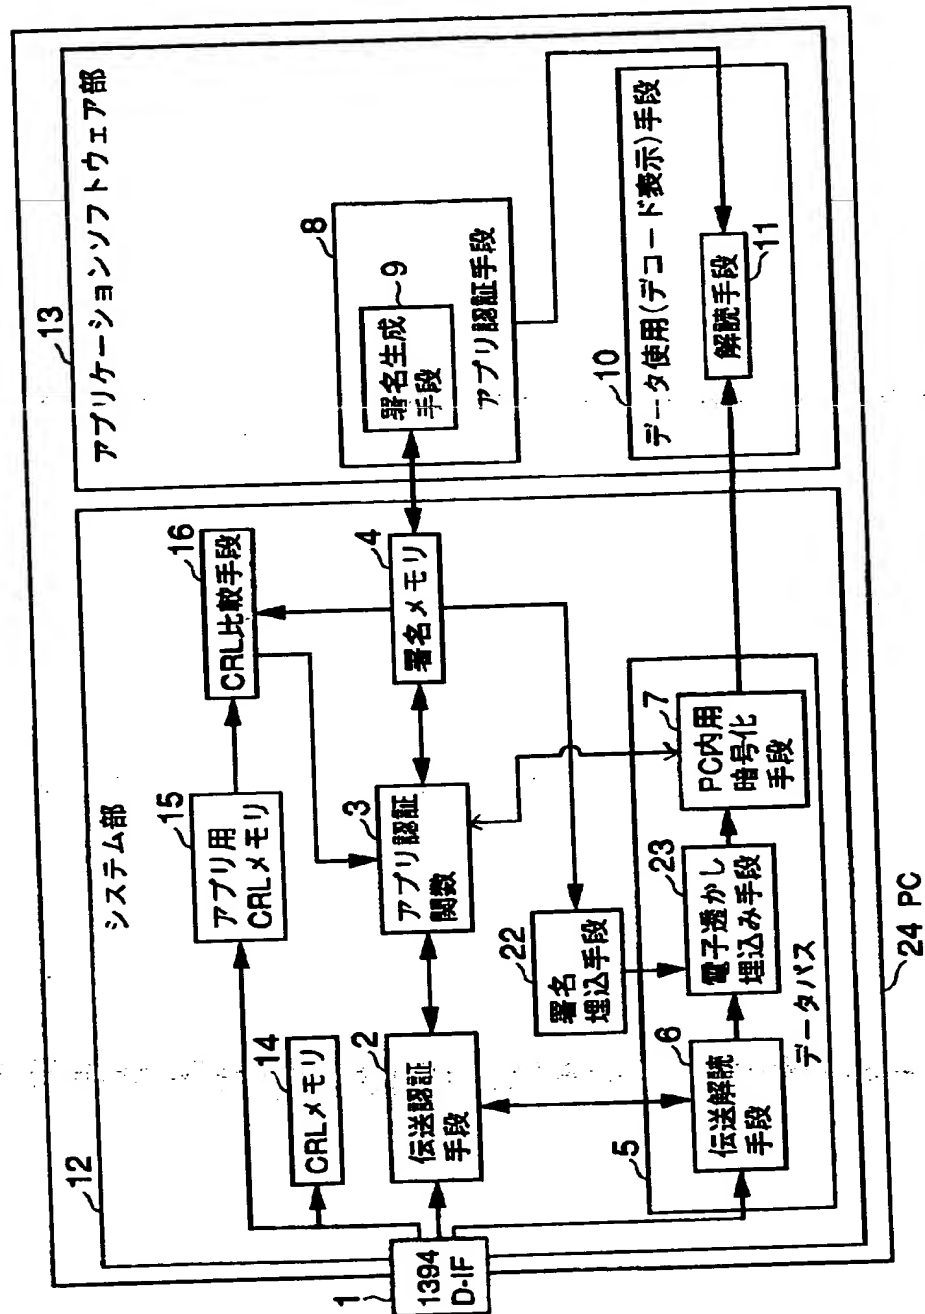 13
アプリケーションソフトウェア部
8
9
署名生成
手段
アプリ認証手段
10
データ使用(デコード表示)手段
解読手段
11
12
システム部
16
CRL比較手段
15
アプリ用
CRLメモリ
14
CRLメモリ
4
署名メモリ
3
アプリ認証
関数
2
伝送認証
手段
22
署名
埋込手段
5
7
PC内用
暗号化
手段
23
電子透かし
埋込み手段
6
伝送解読
手段
データパス
1
1394
D-IF
24 PC